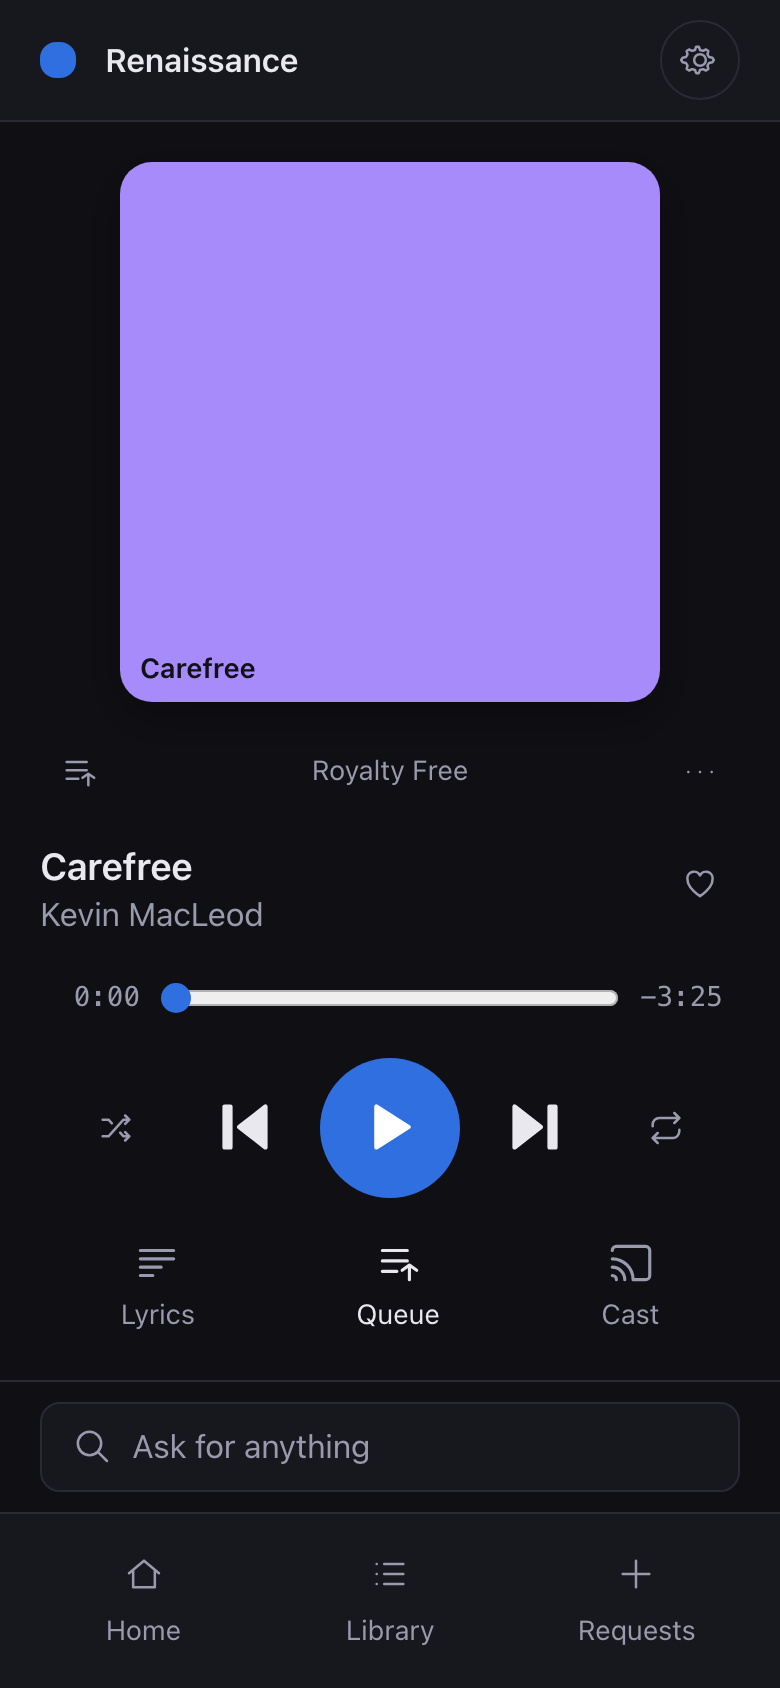 Renaissance
Carefree
Royalty Free
Carefree
Kevin MacLeod
0:00 −3:25
Lyrics Queue Cast
Ask for anything
Home Library Requests